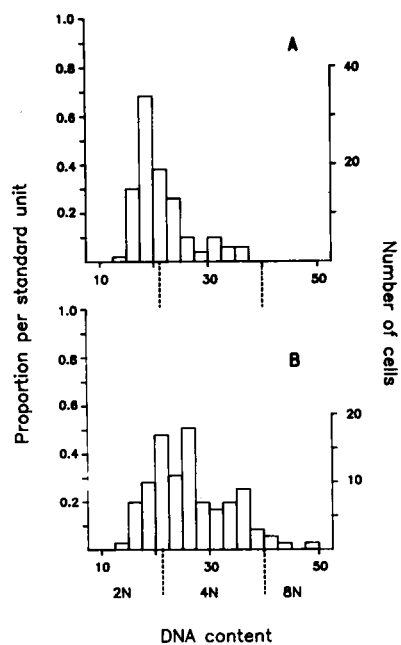 A
1.0
0.8
0.6
0.4
0.2
40
20
10
30
50
Proportion per standard unit
Number of cells
B
1.0
0.8
0.6
0.4
0.2
20
10
10
30
50
2N
4N
8N
DNA content